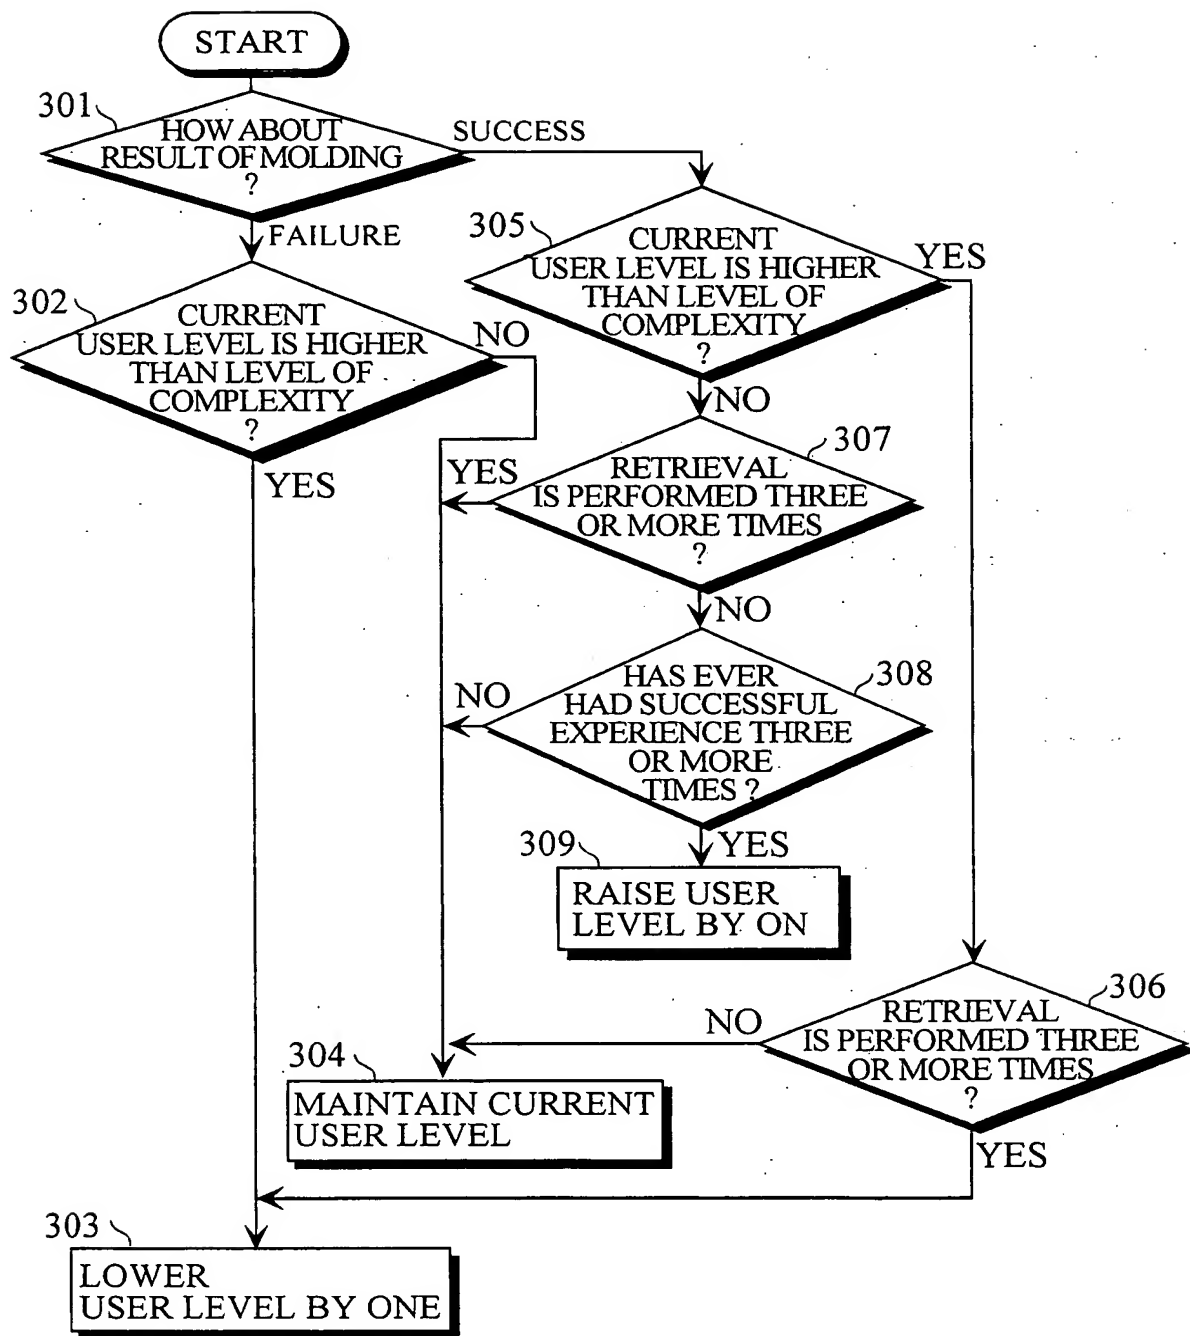 START
301
HOW ABOUT
RESULT OF MOLDING
?
SUCCESS
FAILURE
302
CURRENT
USER LEVEL IS HIGHER
THAN LEVEL OF
COMPLEXITY
?
NO
YES
305
CURRENT
USER LEVEL IS HIGHER
THAN LEVEL OF
COMPLEXITY
?
YES
NO
307
RETRIEVAL
IS PERFORMED THREE
OR MORE TIMES
?
YES
NO
308
HAS EVER
HAD SUCCESSFUL
EXPERIENCE THREE
OR MORE
TIMES ?
NO
YES
309
RAISE USER
LEVEL BY ON
306
RETRIEVAL
IS PERFORMED THREE
OR MORE TIMES
?
NO
YES
304
MAINTAIN CURRENT
USER LEVEL
303
LOWER
USER LEVEL BY ONE